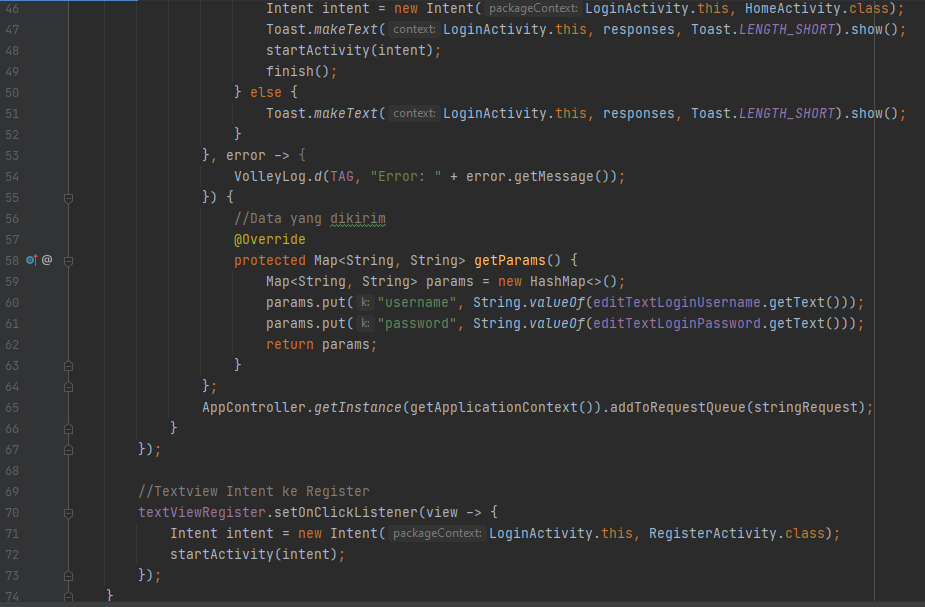 46 Intent intent = new Intent( packageContext: LoginActivity.this, HomeActivity.class);
47 Toast.makeText( context: LoginActivity.this, responses, Toast.LENGTH_SHORT).show();
48 startActivity(intent);
49 finish();
50 } else {
51 Toast.makeText( context: LoginActivity.this, responses, Toast.LENGTH_SHORT).show();
52 }
53 }, error -> {
54 VolleyLog.d(TAG, "Error: " + error.getMessage());
55 }) {
56 //Data yang dikirim
57 @Override
58 @ protected Map<String, String> getParams() {
59 Map<String, String> params = new HashMap<>();
60 params.put( k: "username", String.valueOf(editTextLoginUsername.getText()));
61 params.put( k: "password", String.valueOf(editTextLoginPassword.getText()));
62 return params;
63 }
64 };
65 AppController.getInstance(getApplicationContext()).addToRequestQueue(stringRequest);
66 }
67 });
68
69 //Textview Intent ke Register
70 textViewRegister.setOnClickListener(view -> {
71 Intent intent = new Intent( packageContext: LoginActivity.this, RegisterActivity.class);
72 startActivity(intent);
73 });
74 }